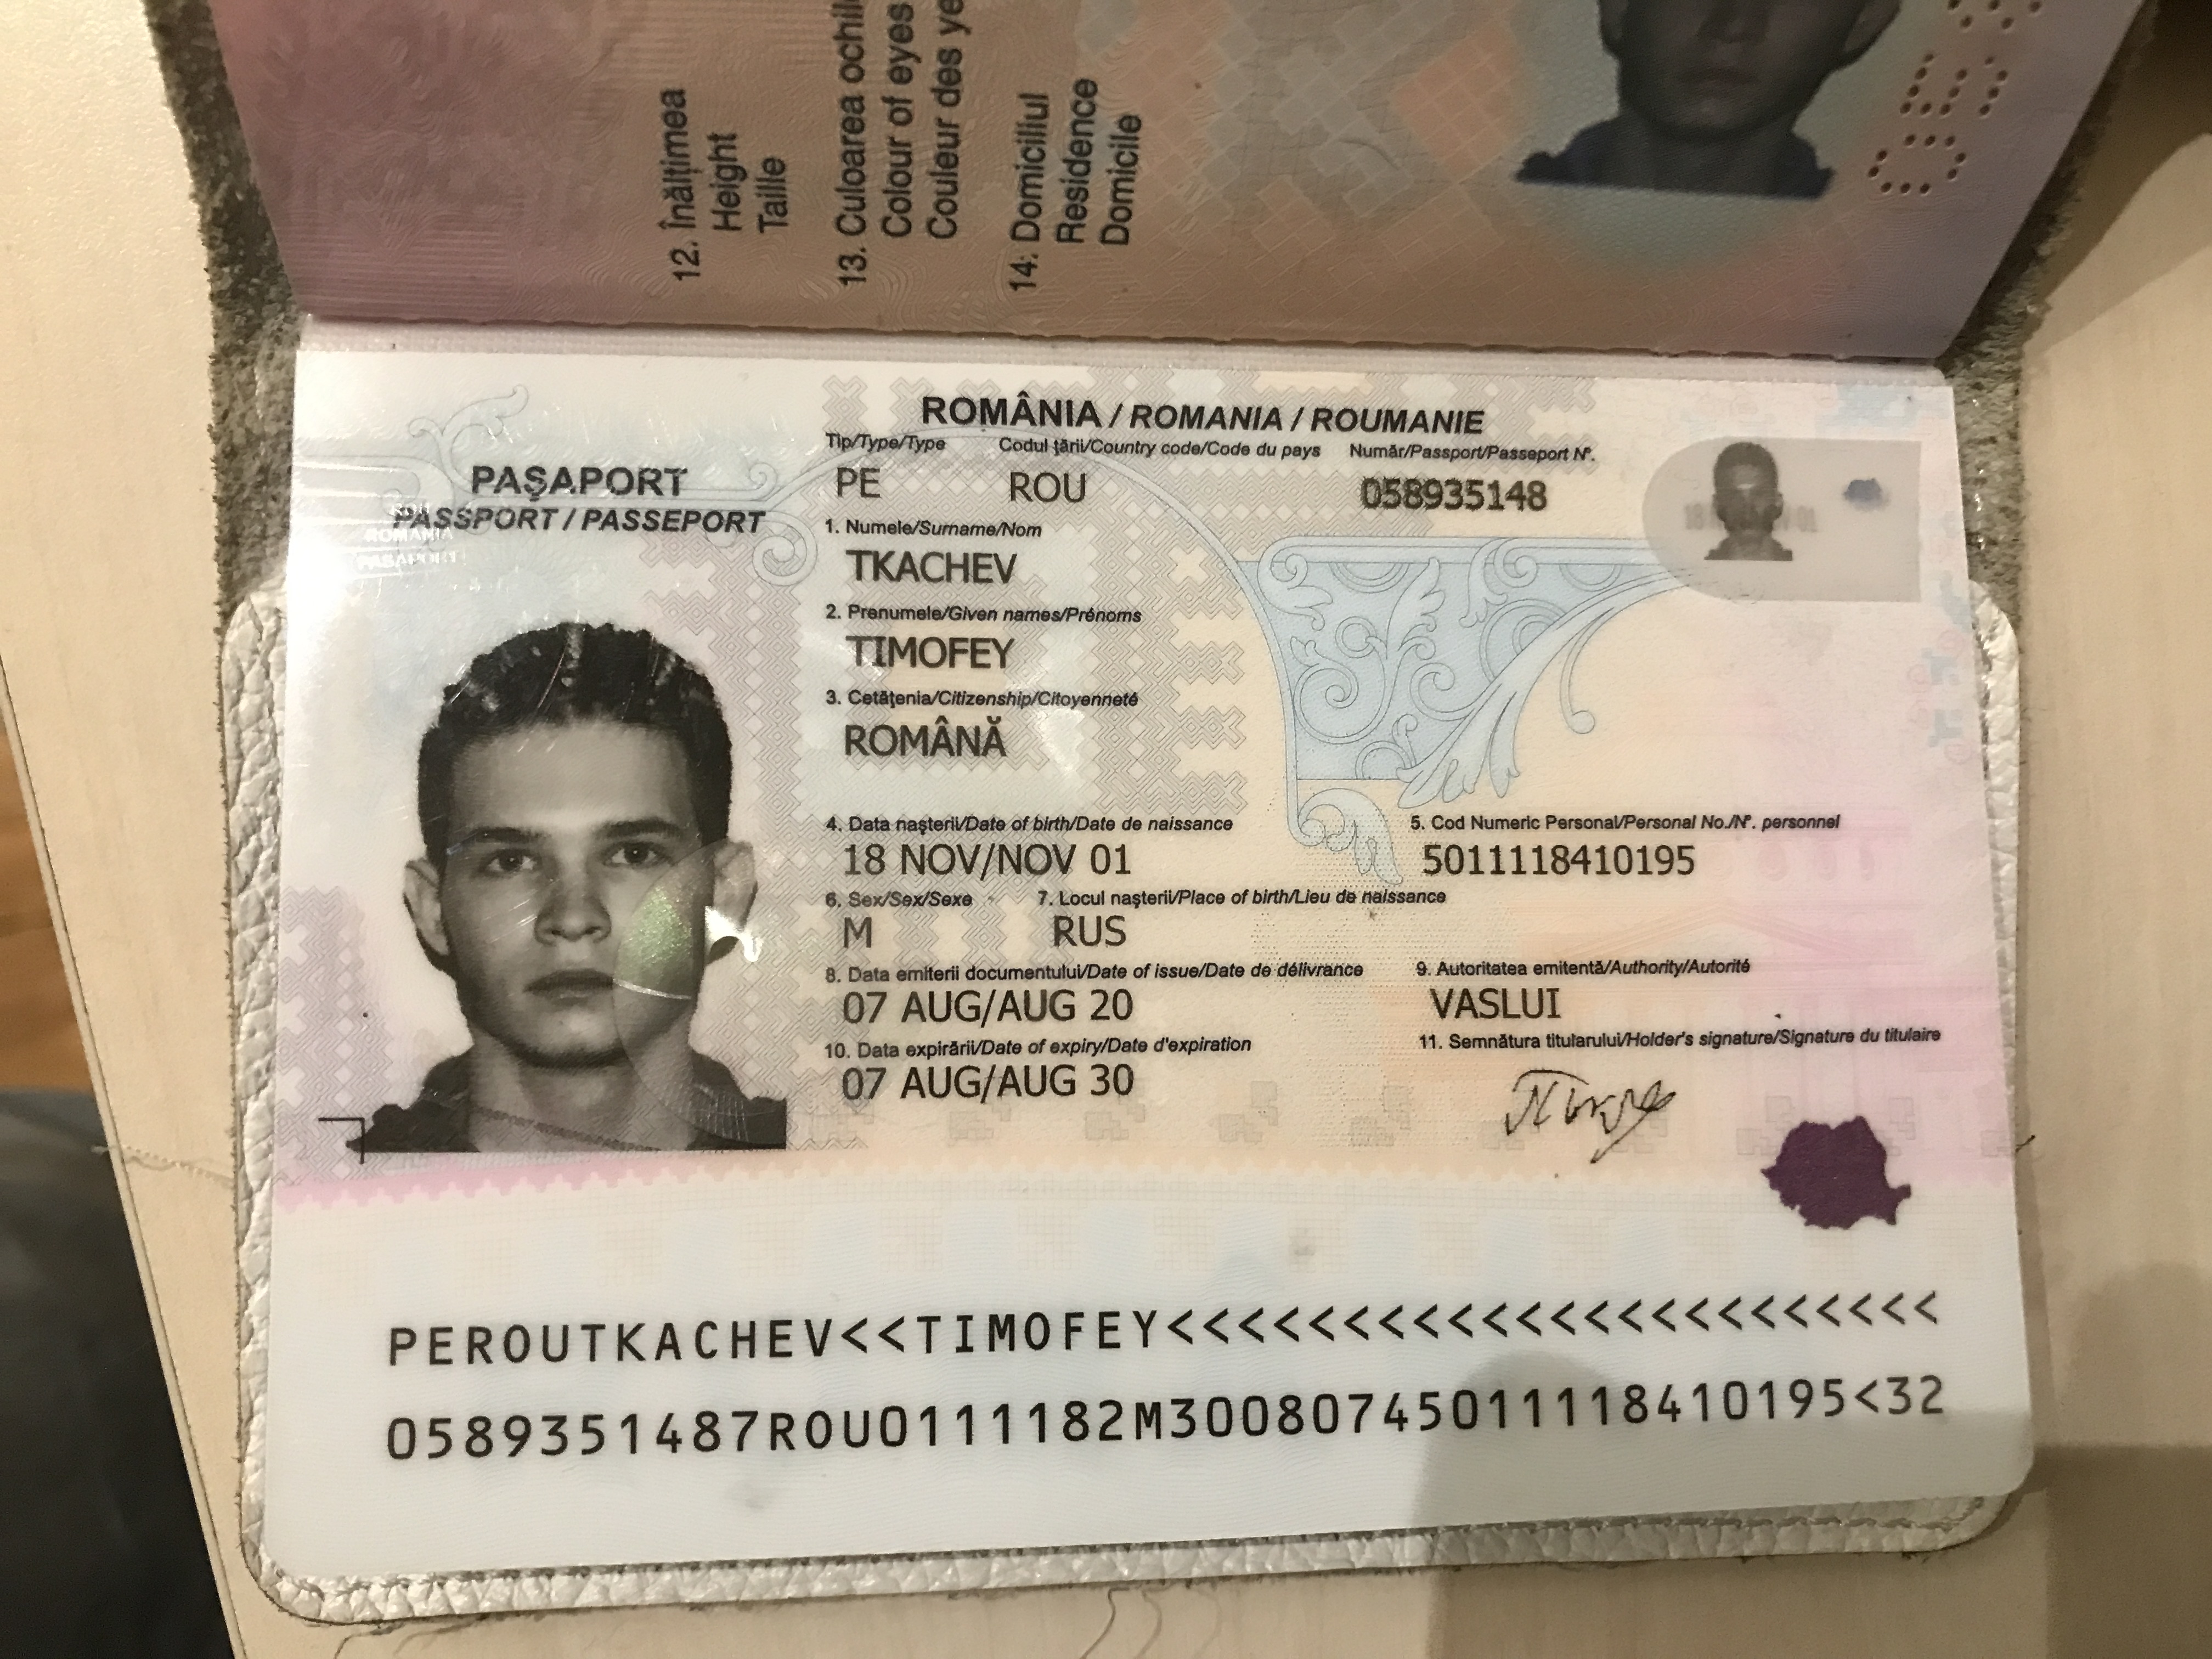 ROMÂNIA / ROMANIA / ROUMANIE
PAȘAPORT
PASSPORT / PASSEPORT
Tip/Type/Type Codul țării/Country code/Code du pays Număr/Passport/Passeport Nº.
PE ROU 058935148
1. Numele/Surname/Nom
TKACHEV
2. Prenumele/Given names/Prénoms
TIMOFEY
3. Cetățenia/Citizenship/Citoyenneté
ROMÂNĂ
4. Data nașterii/Date of birth/Date de naissance 5. Cod Numeric Personal/Personal No./Nº. personnel
18 NOV/NOV 01 5011118410195
6. Sex/Sex/Sexe 7. Locul nașterii/Place of birth/Lieu de naissance
M RUS
8. Data emiterii documentului/Date of issue/Date de délivrance 9. Autoritatea emitentă/Authority/Autorité
07 AUG/AUG 20 VASLUI
10. Data expirării/Date of expiry/Date d'expiration 11. Semnătura titularului/Holder's signature/Signature du titulaire
07 AUG/AUG 30
PEROUTKACHEV<<TIMOFEY<<<<<<<<<<<<<<<<<<<<<<<
0589351487ROU0111182M30080745011118410195<32
12. Înălțimea
Height
Taille
13. Culoarea
Colour of eyes
Couleur des
14. Domiciliul
Residence
Domicile